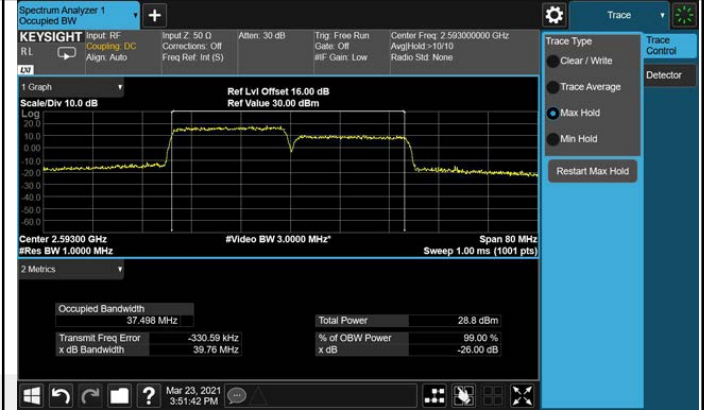 Spectrum Analyzer 1
Occupied BW
+
Trace
KEYSIGHT
RL
LXI
Input: RF
Coupling: DC
Align: Auto
Input Z: 50 Ω
Corrections: Off
Freq Ref: Int (S)
Atten: 30 dB
Trig: Free Run
Gate: Off
#IF Gain: Low
Center Freq: 2.593000000 GHz
Avg|Hold:>10/10
Radio Std: None
Trace Type
Clear / Write
Trace Average
Max Hold
Min Hold
Restart Max Hold
Trace
Control
Detector
1 Graph
Scale/Div 10.0 dB
Ref Lvl Offset 16.00 dB
Ref Value 30.00 dBm
Log
20.0
10.0
0.00
-10.0
-20.0
-30.0
-40.0
-50.0
-60.0
Center 2.59300 GHz
#Res BW 1.0000 MHz
#Video BW 3.0000 MHz*
Span 80 MHz
Sweep 1.00 ms (1001 pts)
2 Metrics
Occupied Bandwidth
37.498 MHz
Transmit Freq Error -330.59 kHz
x dB Bandwidth 39.76 MHz
Total Power 28.8 dBm
% of OBW Power 99.00 %
x dB -26.00 dB
?
Mar 23, 2021
3:51:42 PM